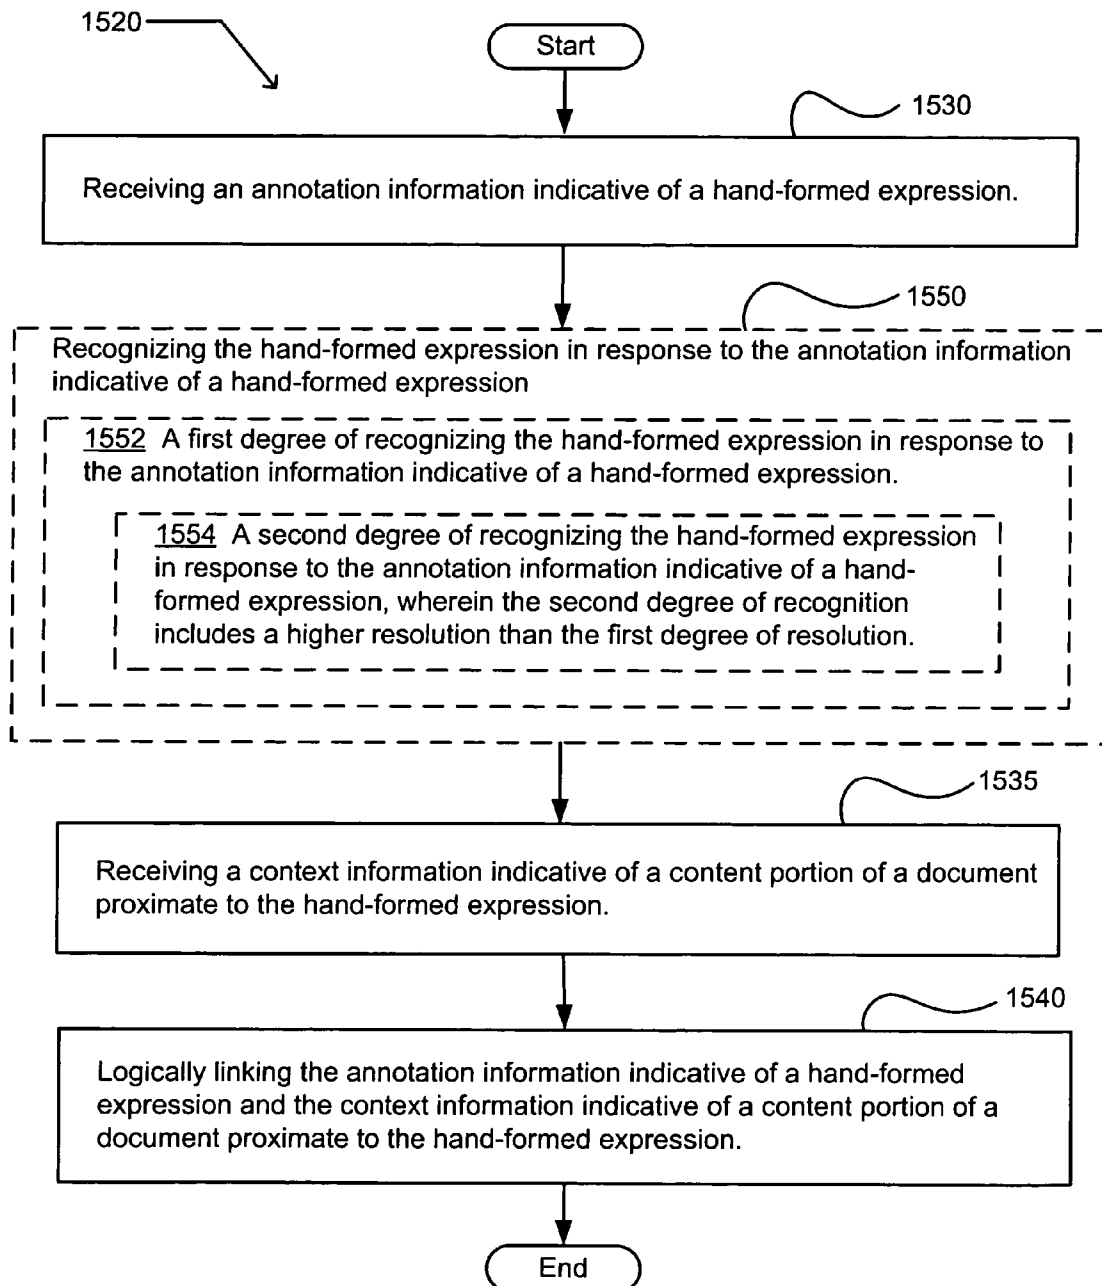 1520
Start
1530
Receiving an annotation information indicative of a hand-formed expression.
1550
Recognizing the hand-formed expression in response to the annotation information
indicative of a hand-formed expression
1552 A first degree of recognizing the hand-formed expression in response to
the annotation information indicative of a hand-formed expression.
1554 A second degree of recognizing the hand-formed expression
in response to the annotation information indicative of a hand-
formed expression, wherein the second degree of recognition
includes a higher resolution than the first degree of resolution.
1535
Receiving a context information indicative of a content portion of a document
proximate to the hand-formed expression.
1540
Logically linking the annotation information indicative of a hand-formed
expression and the context information indicative of a content portion of a
document proximate to the hand-formed expression.
End